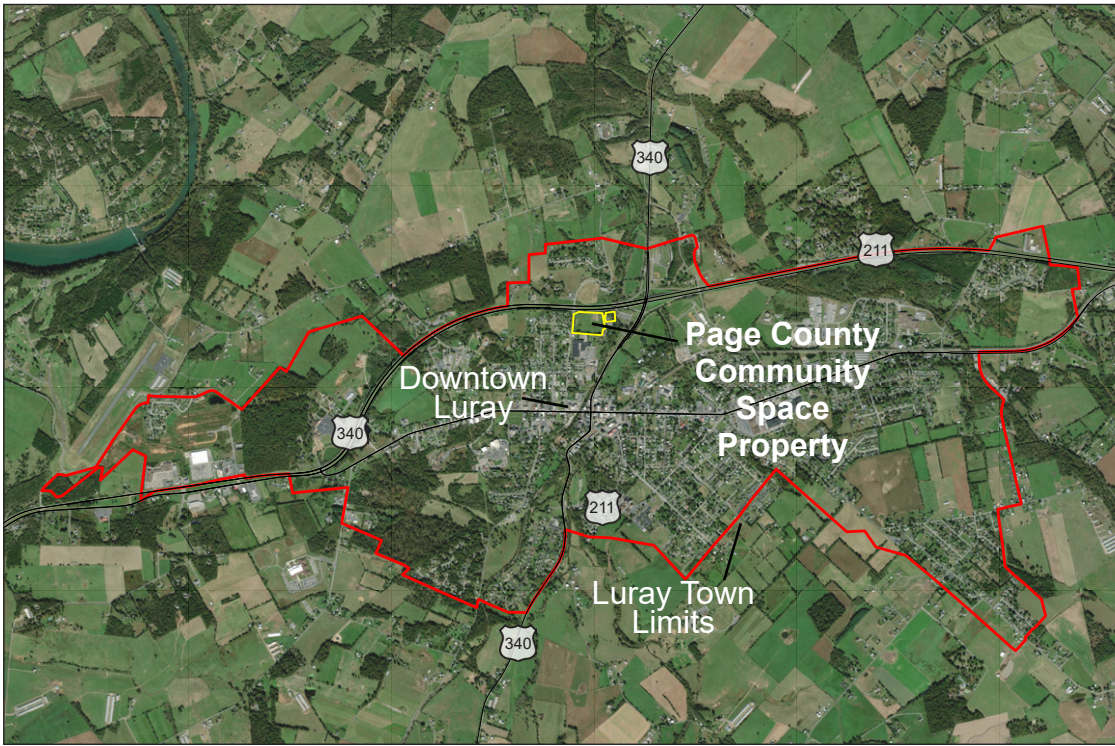 340
211
Page County
Community
Space
Property
Downtown
Luray
340
211
Luray Town
Limits
340